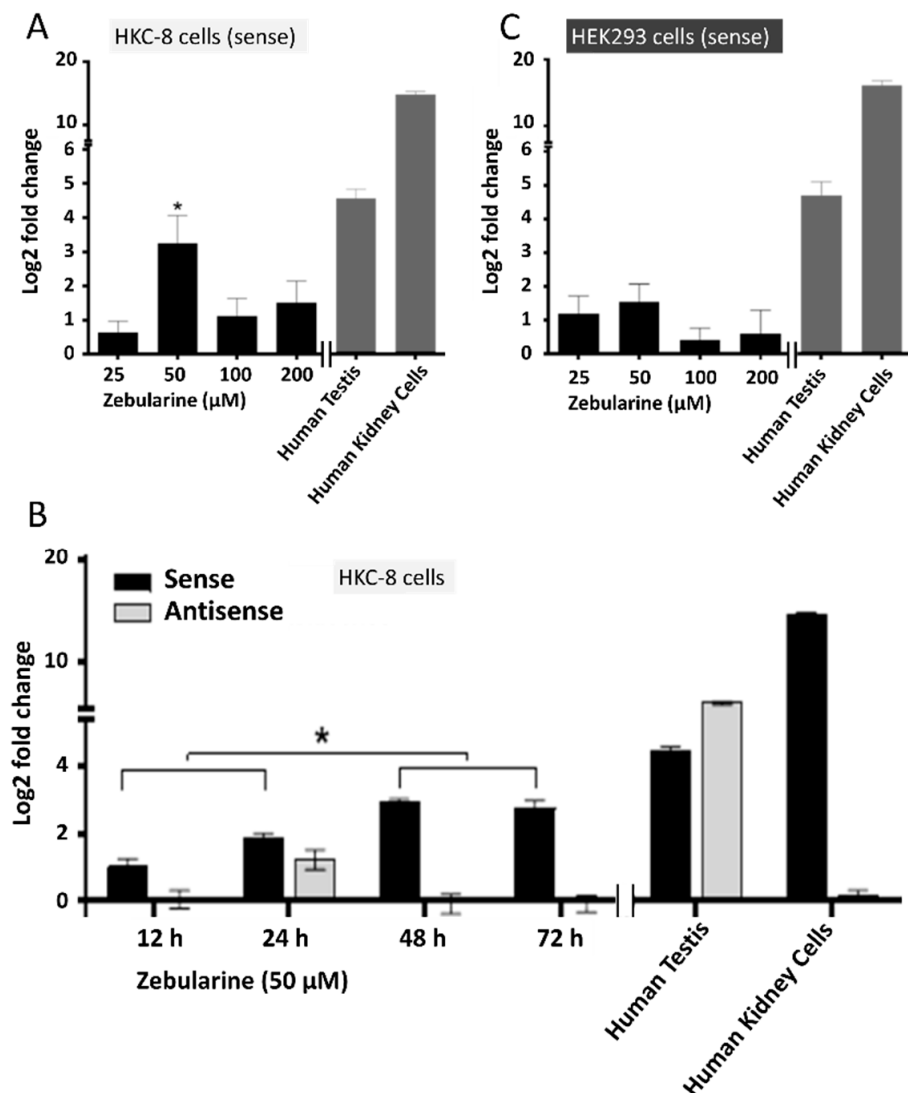 A
HKC-8 cells (sense)
20
10
6
5
4
3
2
1
0
Log2 fold change
*
25 50 100 200
Zebularine (µM)
Human Testis
Human Kidney Cells
C
HEK293 cells (sense)
20
10
6
5
4
3
2
1
0
Log2 fold change
25 50 100 200
Zebularine (µM)
Human Testis
Human Kidney Cells
B
20
10
4
2
0
Log2 fold change
Sense
Antisense
HKC-8 cells
*
12 h 24 h 48 h 72 h
Zebularine (50 µM)
Human Testis
Human Kidney Cells